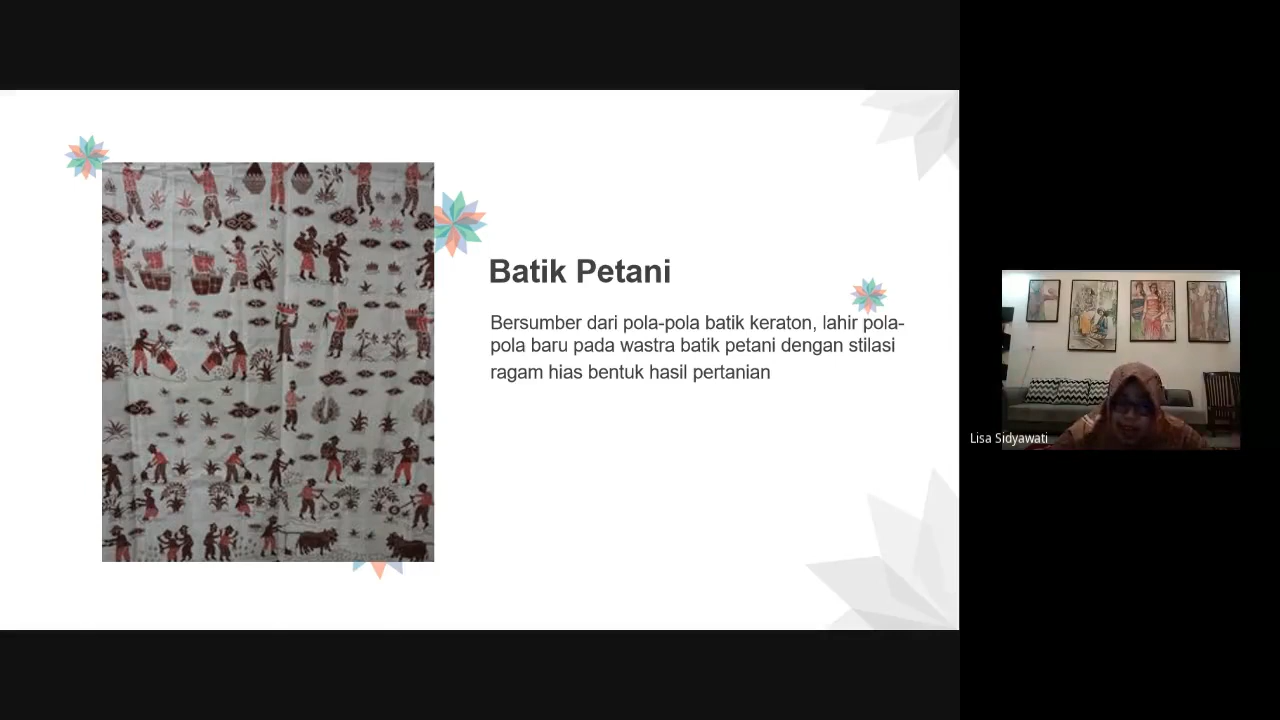 Batik Petani
Bersumber dari pola-pola batik keraton, lahir pola-
pola baru pada wastra batik petani dengan stilasi
ragam hias bentuk hasil pertanian
Lisa Sidyawati